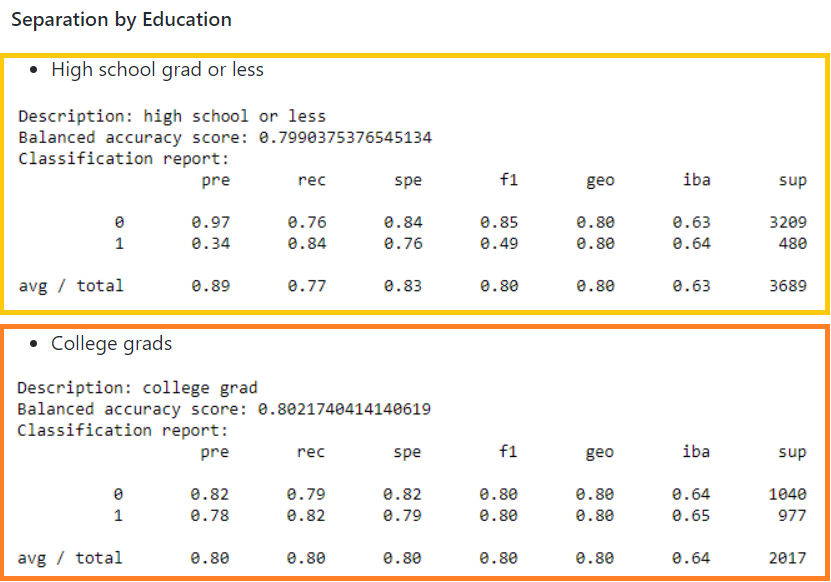 Separation by Education
• High school grad or less
Description: high school or less
Balanced accuracy score: 0.7990375376545134
Classification report:
pre rec spe f1 geo iba sup
0 0.97 0.76 0.84 0.85 0.80 0.63 3209
1 0.34 0.84 0.76 0.49 0.80 0.64 480
avg / total 0.89 0.77 0.83 0.80 0.80 0.63 3689
• College grads
Description: college grad
Balanced accuracy score: 0.8021740414140619
Classification report:
pre rec spe f1 geo iba sup
0 0.82 0.79 0.82 0.80 0.80 0.64 1040
1 0.78 0.82 0.79 0.80 0.80 0.65 977
avg / total 0.80 0.80 0.80 0.80 0.80 0.64 2017